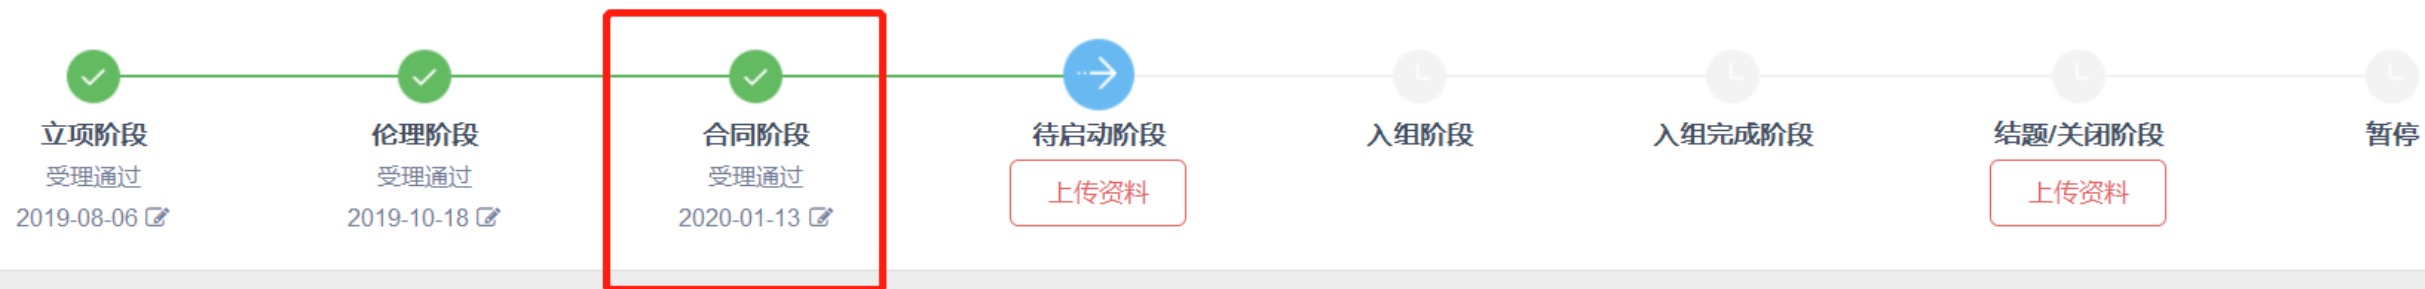 立项阶段 伦理阶段 合同阶段 待启动阶段 入组阶段 入组完成阶段 结题/关闭阶段 暂停
受理通过 受理通过 受理通过 上传资料 上传资料
2019-08-06 2019-10-18 2020-01-13